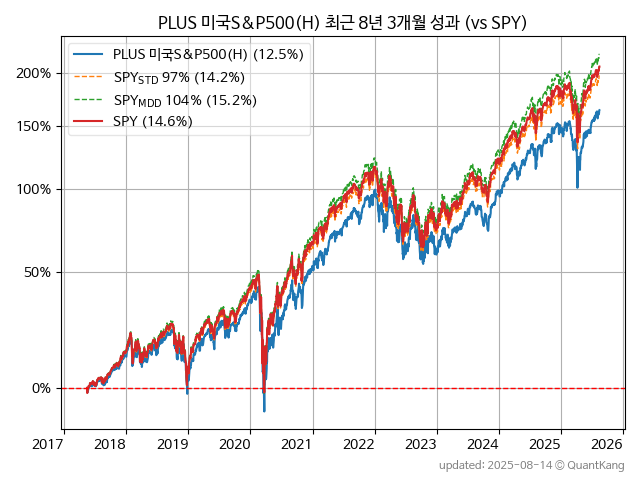 PLUS 미국S&P500(H) 최근 8년 3개월 성과 (vs SPY)
PLUS 미국S&P500(H) (12.5%)
SPYSTD 97% (14.2%)
SPYMDD 104% (15.2%)
SPY (14.6%)
200%
150%
100%
50%
0%
2017 2018 2019 2020 2021 2022 2023 2024 2025 2026
updated: 2025-08-14 © QuantKang